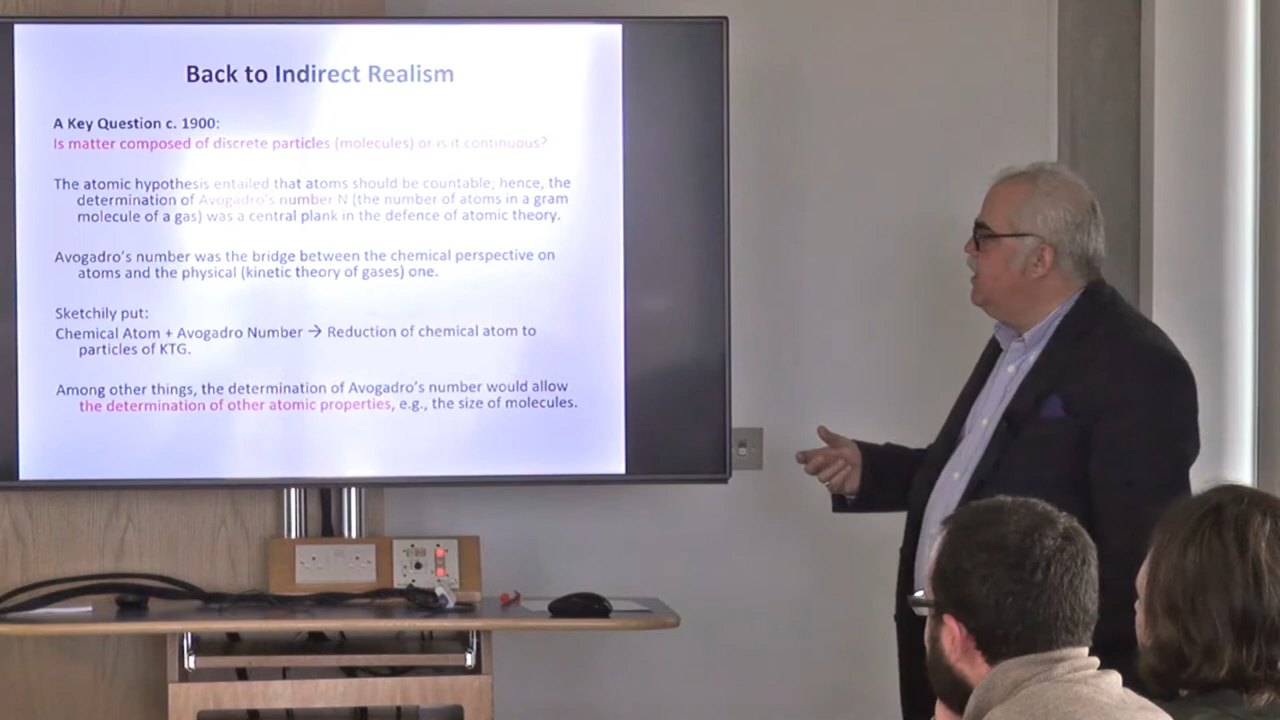 Back to Indirect Realism
A Key Question c. 1900:
Is matter composed of discrete particles (molecules) or is it continuous?
The atomic hypothesis entailed that atoms should be countable; hence, the
determination of Avogadro's number N (the number of atoms in a gram
molecule of a gas) was a central plank in the defence of atomic theory.
Avogadro's number was the bridge between the chemical perspective on
atoms and the physical (kinetic theory of gases) one.
Sketchily put:
Chemical Atom + Avogadro Number → Reduction of chemical atom to
particles of KTG.
Among other things, the determination of Avogadro's number would allow
the determination of other atomic properties, e.g., the size of molecules.